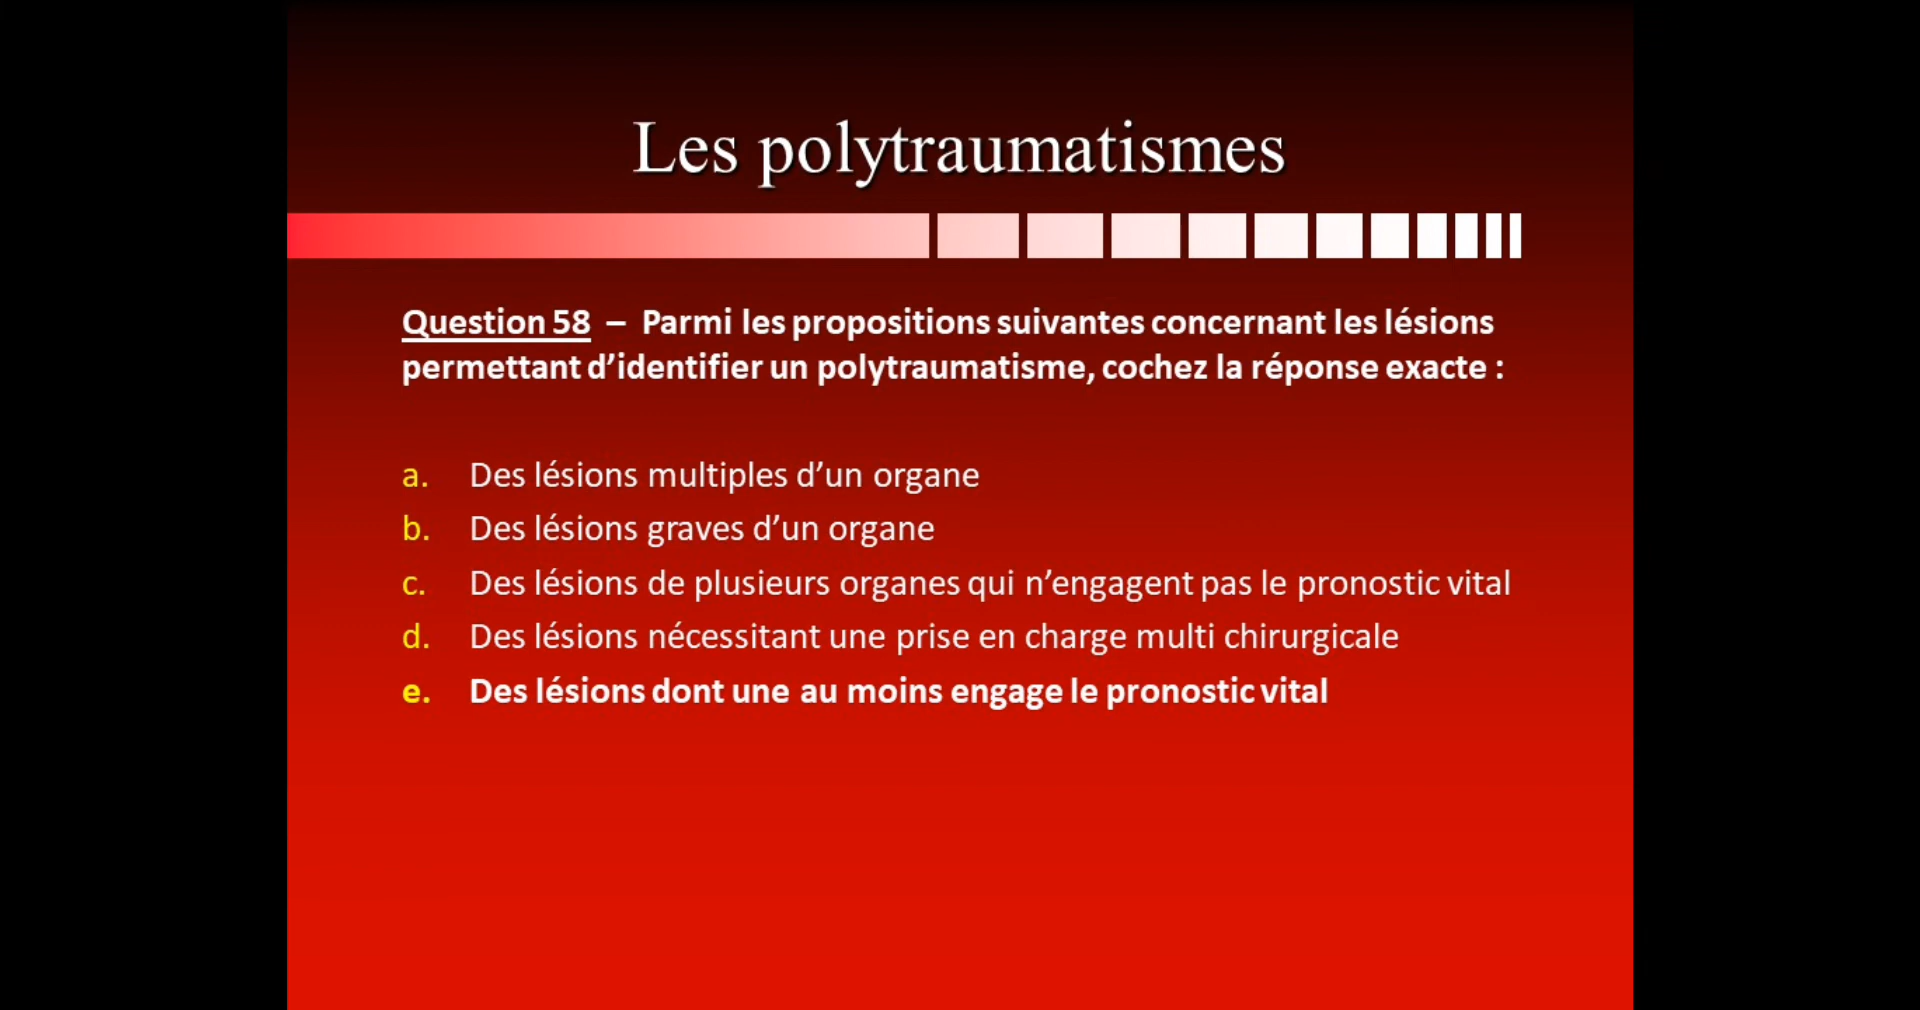 Les polytraumatismes
Question 58 – Parmi les propositions suivantes concernant les lésions
permettant d’identifier un polytraumatisme, cochez la réponse exacte :
a. Des lésions multiples d’un organe
b. Des lésions graves d’un organe
c. Des lésions de plusieurs organes qui n’engagent pas le pronostic vital
d. Des lésions nécessitant une prise en charge multi chirurgicale
e. Des lésions dont une au moins engage le pronostic vital